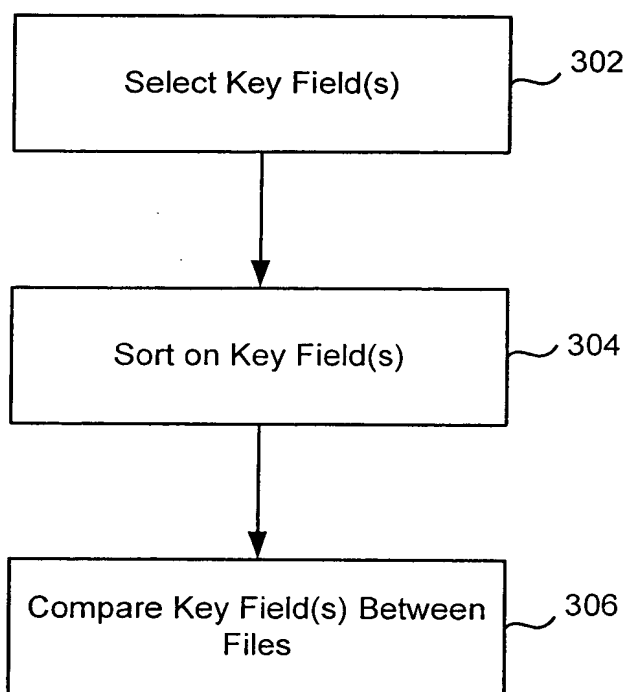 Select Key Field(s)
302
Sort on Key Field(s)
304
Compare Key Field(s) Between
Files
306